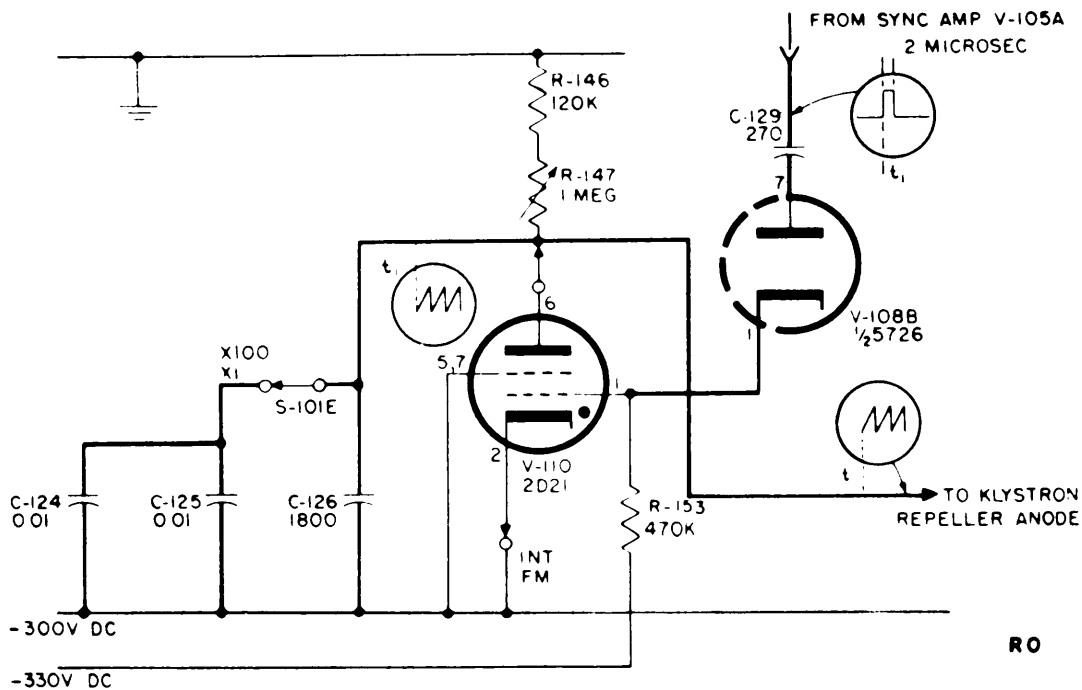 FROM SYNC AMP V-105A
2 MICROSEC
R-146
120K
C-129
270
t₁
R-147
1 MEG
7
t₁
6
V-108B
½5726
1
X100
X1
5,7
1
S-101E
2
V-110
2D21
t
C-124
0 01
C-125
0 01
C-126
1800
R-153
470K
TO KLYSTRON
REPELLER ANODE
INT
FM
-300V DC
RO
-330V DC